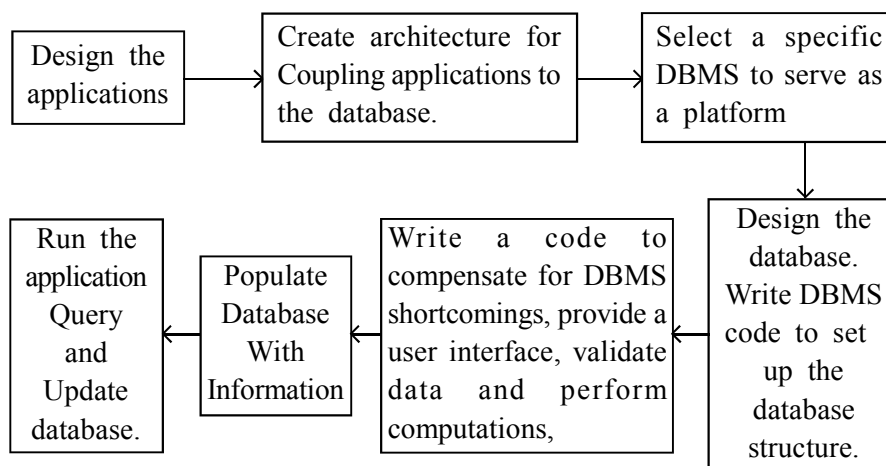 Design the
applications
Create architecture for
Coupling applications to
the database.
Select a specific
DBMS to serve as
a platform
Design the
database.
Write DBMS
code to set
up the
database
structure.
Write a code to
compensate for DBMS
shortcomings, provide a
user interface, validate
data and perform
computations,
Populate
Database
With
Information
Run the
application
Query
and
Update
database.